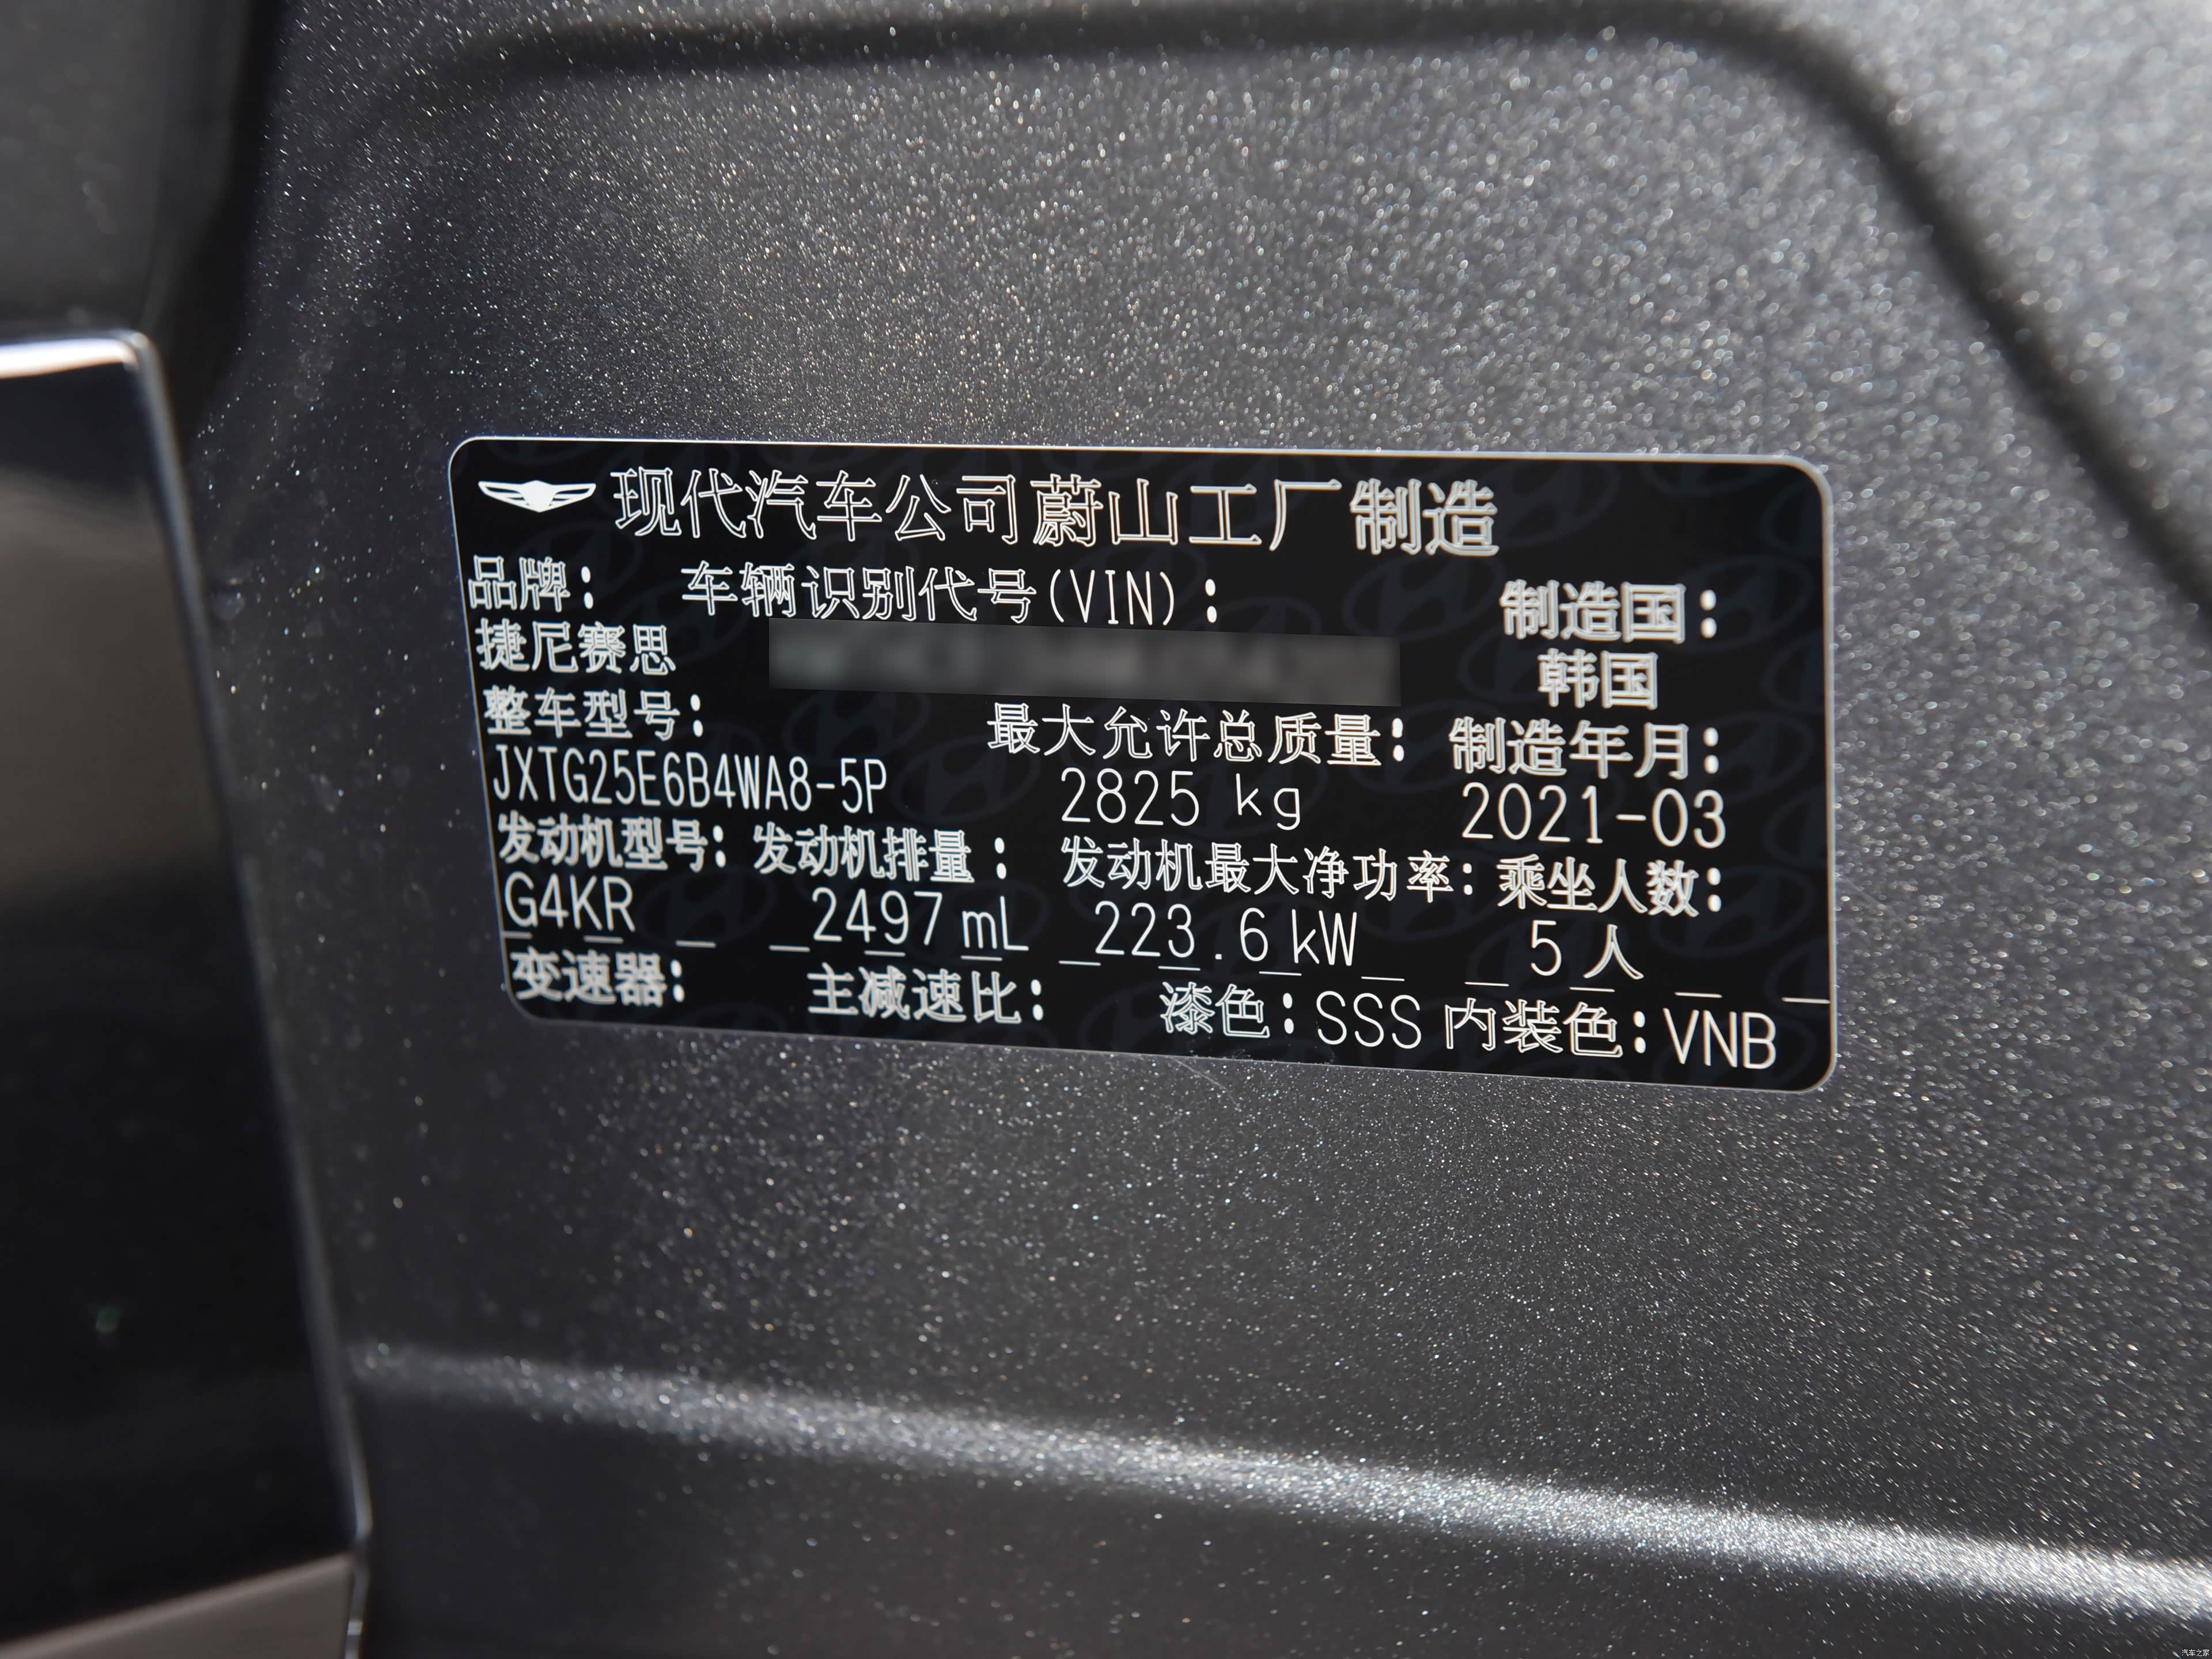 现代汽车公司蔚山工厂制造
品牌: 车辆识别代号(VIN): 制造国:
捷尼赛思 韩国
整车型号: 最大允许总质量: 制造年月:
JXTG25E6B4WA8-5P 2825 kg 2021-03
发动机型号: 发动机排量: 发动机最大净功率: 乘坐人数:
G4KR 2497 mL 223.6 kW 5 人
变速器: 主减速比: 漆色: SSS 内装色: VNB
汽车之家